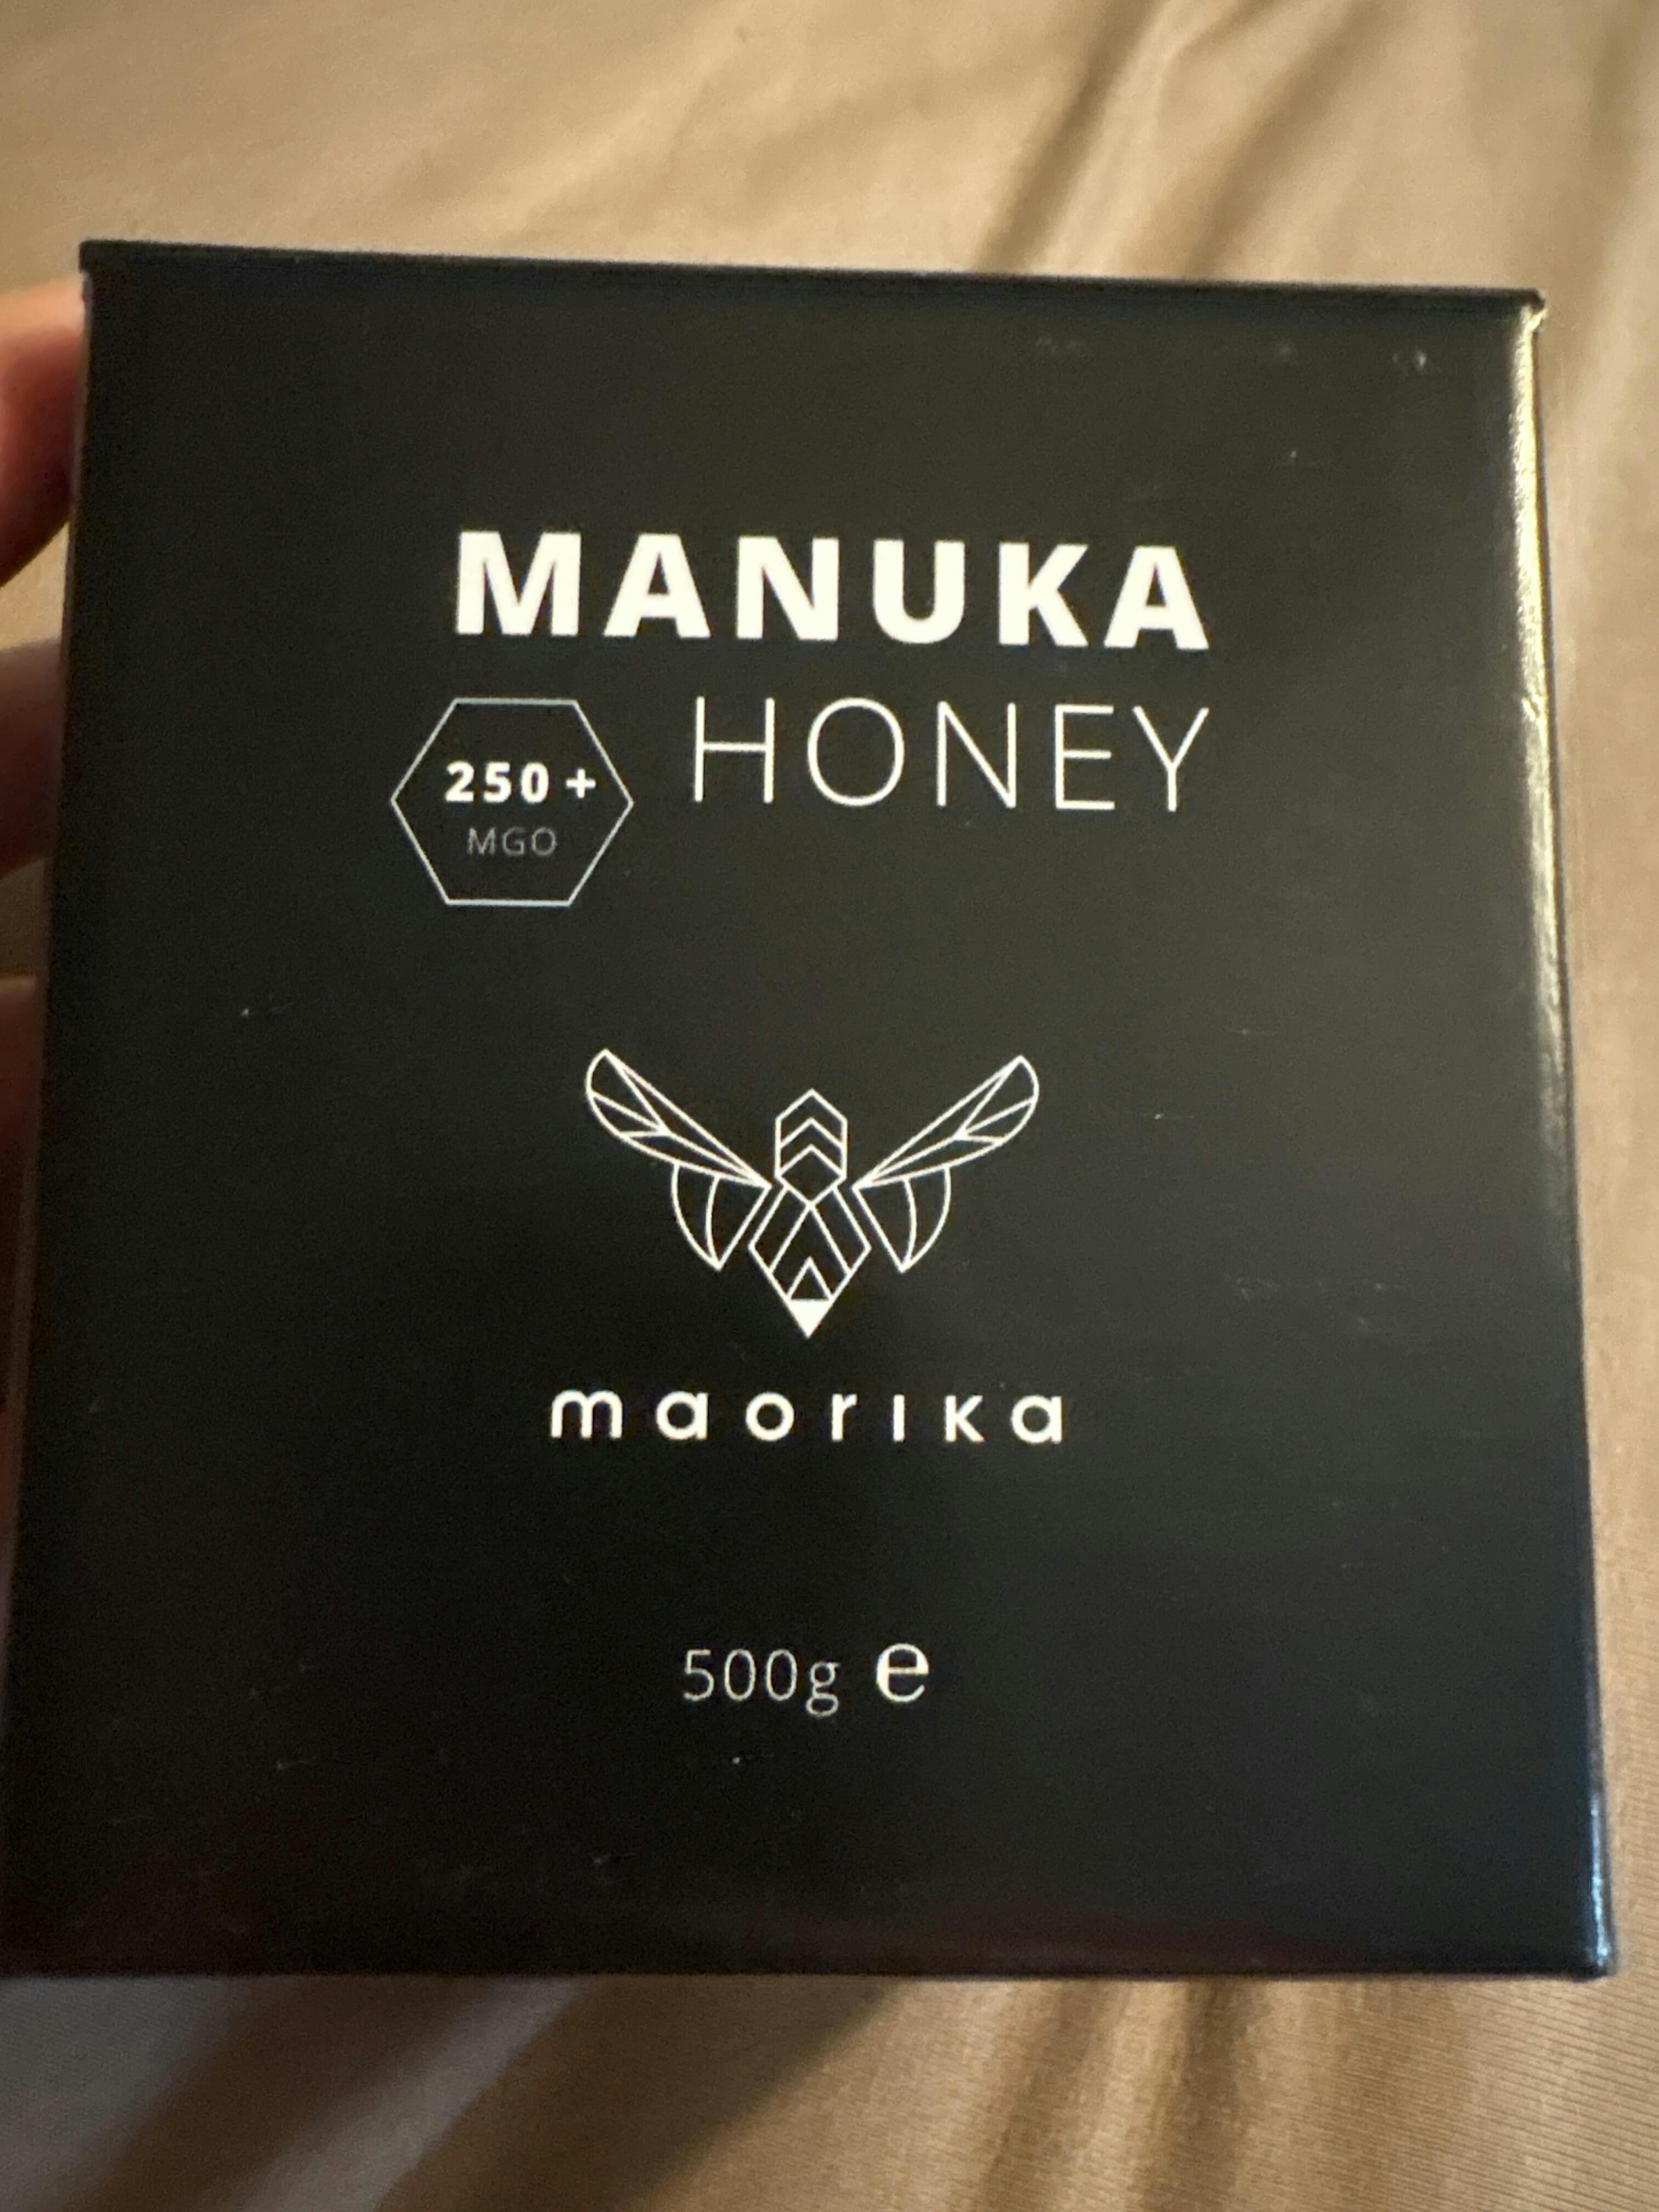 MANUKA
HONEY
250+
MGO
maorika
500g e